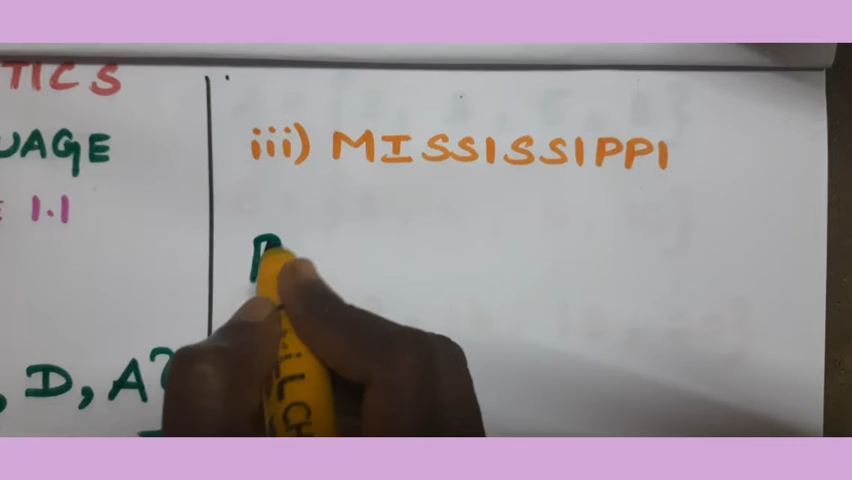 TICS
UAGE
1.1
, D, A}
iii) MISSISSIPPI